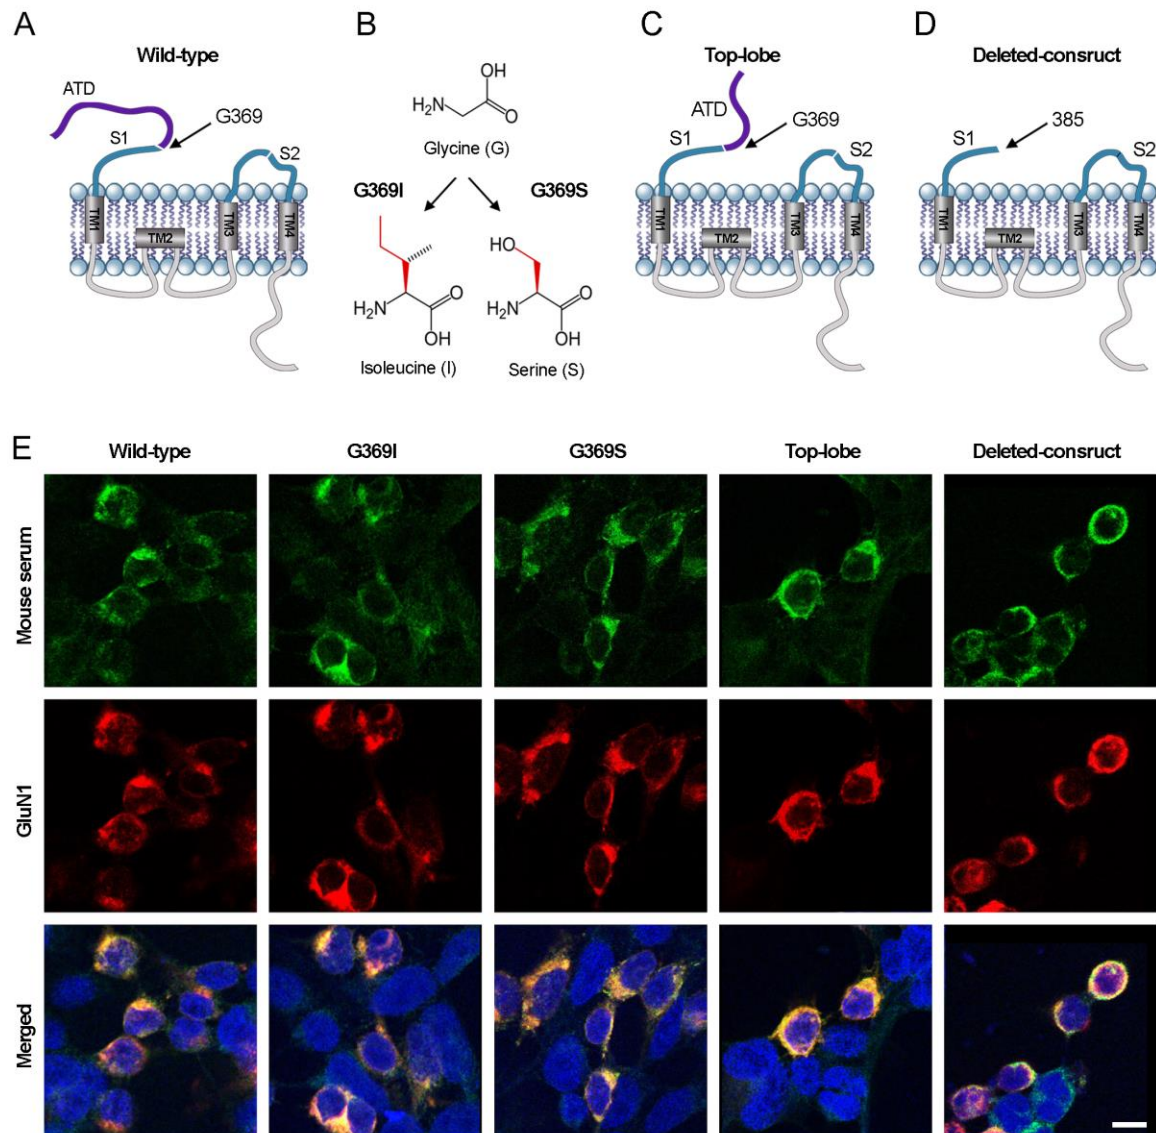 A
Wild-type
ATD
G369
S1
S2
TM1
TM2
TM3
TM4
B
OH
H₂N
O
Glycine (G)
G369I
G369S
HO
H₂N
O
OH
H₂N
O
OH
Isoleucine (I)
Serine (S)
C
Top-lobe
ATD
S1
G369
S2
TM1
TM2
TM3
TM4
D
Deleted-consruct
S1
385
S2
TM1
TM2
TM3
TM4
E
Wild-type
G369I
G369S
Top-lobe
Deleted-consruct
Mouse serum
GluN1
Merged